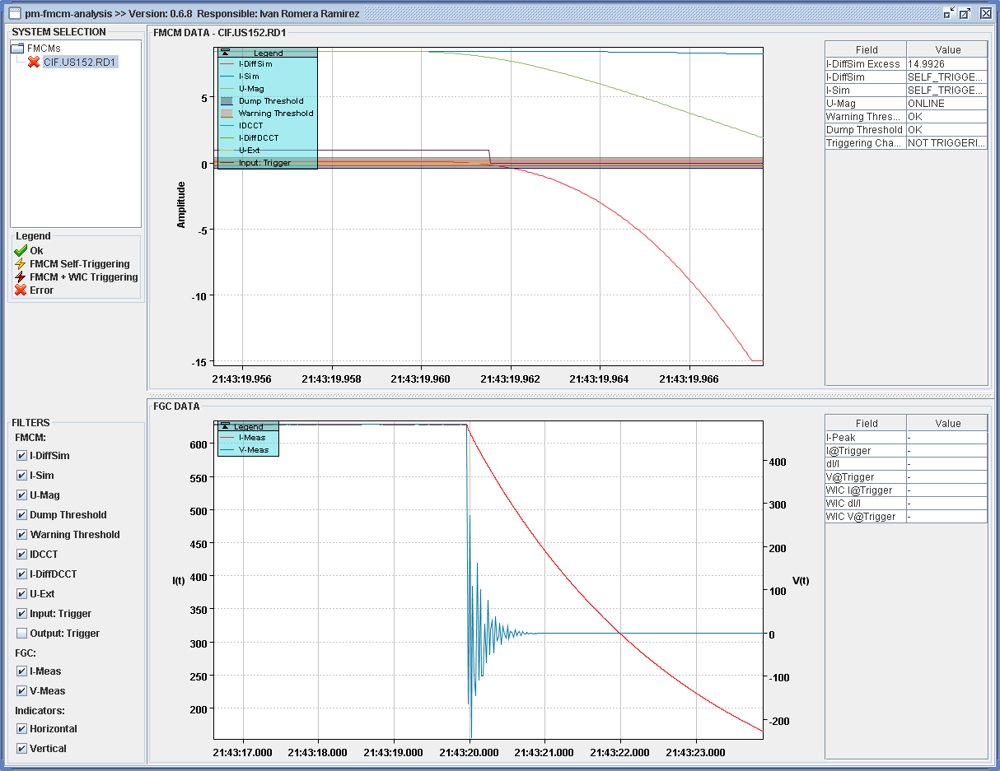 pm-fmcm-analysis >> Version: 0.6.8 Responsible: Ivan Romera Ramirez
SYSTEM SELECTION
FMCMs
CIF.US152.RD1
Legend
Ok
FMCM Self-Triggering
FMCM + WIC Triggering
Error
FILTERS
FMCM:
I-DiffSim
I-Sim
U-Mag
Dump Threshold
Warning Threshold
IDCCT
I-DiffDCCT
U-Ext
Input: Trigger
Output: Trigger
FGC:
I-Meas
V-Meas
Indicators:
Horizontal
Vertical
FMCM DATA - CIF.US152.RD1
Legend
I-DiffSim
I-Sim
U-Mag
Dump Threshold
Warning Threshold
IDCCT
I-DiffDCCT
U-Ext
Input: Trigger
Amplitude
5
0
-5
-10
-15
21:43:19.956 21:43:19.958 21:43:19.960 21:43:19.962 21:43:19.964 21:43:19.966
Field Value
I-DiffSim Excess 14.9926
I-DiffSim SELF_TRIGGE...
I-Sim SELF_TRIGGE...
U-Mag ONLINE
Warning Thres... OK
Dump Threshold OK
Triggering Cha... NOT TRIGGERI...
FGC DATA
Legend
I-Meas
V-Meas
I(t)
600
550
500
450
400
350
300
250
200
V(t)
400
300
200
100
0
-100
-200
21:43:17.000 21:43:18.000 21:43:19.000 21:43:20.000 21:43:21.000 21:43:22.000 21:43:23.000
Field Value
I-Peak -
I@Trigger -
dI/I -
V@Trigger -
WIC I@Trigger -
WIC dI/I -
WIC V@Trigger -